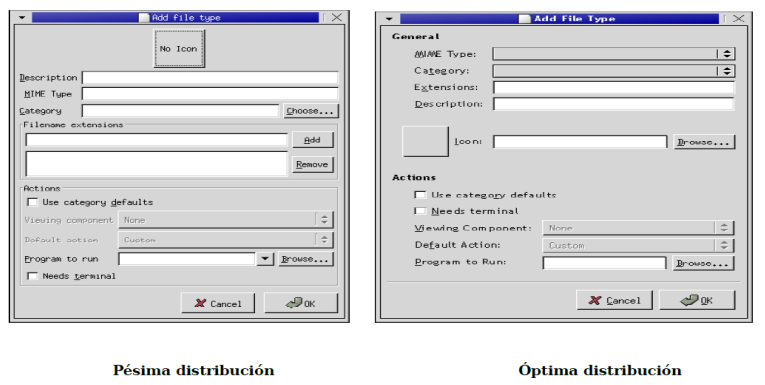 Add file type
No Icon
Description
MIME Type
Category
Choose...
Filename extensions
Add
Remove
Actions
Use category defaults
Viewing component None
Default action Custom
Program to run
Browse...
Needs terminal
Cancel
OK
Add File Type
General
MIME Type:
Category:
Extensions:
Description:
Icon:
Browse...
Actions
Use category defaults
Needs terminal
Viewing Component: None
Default Action: Custom
Program to Run:
Browse...
Cancel
OK
Pésima distribución
Óptima distribución